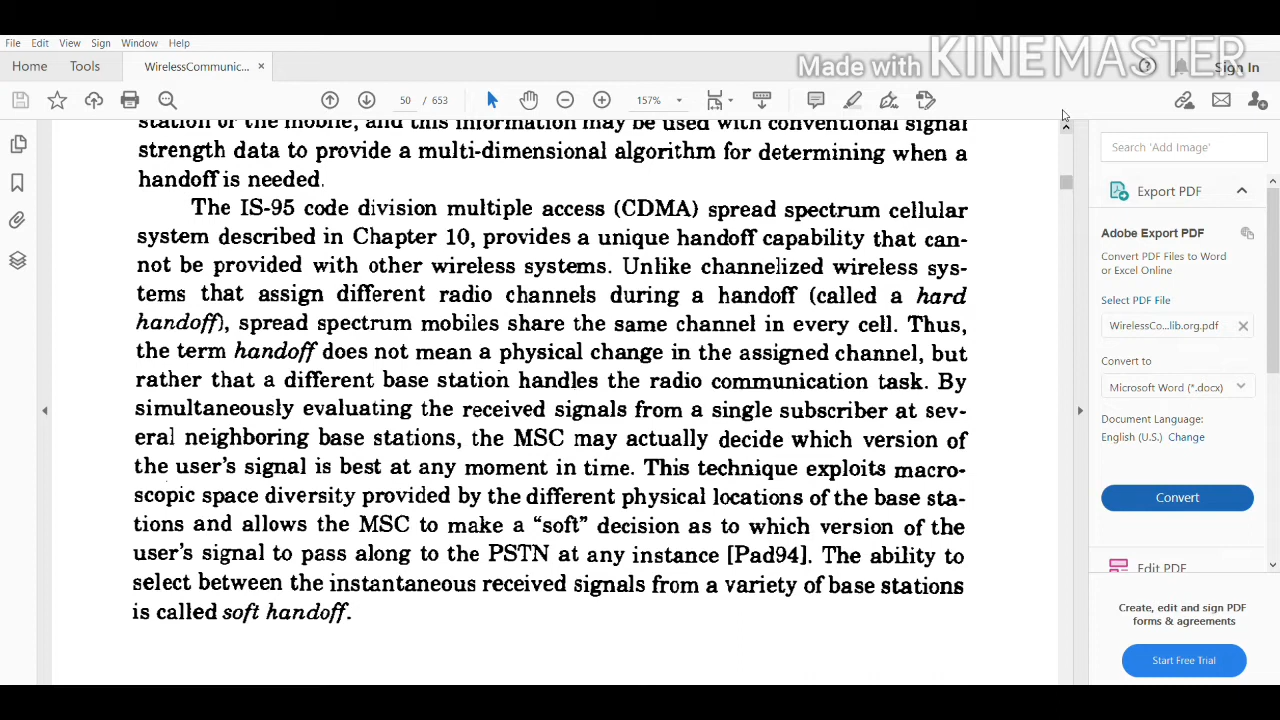 File Edit View Sign Window Help
Made with KINEMASTER
Home Tools WirelessCommunic... × Sign In
50 / 653 157%
station or the mobile, and this information may be used with conventional signal
strength data to provide a multi-dimensional algorithm for determining when a
handoff is needed.
The IS-95 code division multiple access (CDMA) spread spectrum cellular
system described in Chapter 10, provides a unique handoff capability that can-
not be provided with other wireless systems. Unlike channelized wireless sys-
tems that assign different radio channels during a handoff (called a hard
handoff), spread spectrum mobiles share the same channel in every cell. Thus,
the term handoff does not mean a physical change in the assigned channel, but
rather that a different base station handles the radio communication task. By
simultaneously evaluating the received signals from a single subscriber at sev-
eral neighboring base stations, the MSC may actually decide which version of
the user's signal is best at any moment in time. This technique exploits macro-
scopic space diversity provided by the different physical locations of the base sta-
tions and allows the MSC to make a "soft" decision as to which version of the
user's signal to pass along to the PSTN at any instance [Pad94]. The ability to
select between the instantaneous received signals from a variety of base stations
is called soft handoff.
Search 'Add Image'
Export PDF
Adobe Export PDF
Convert PDF Files to Word
or Excel Online
Select PDF File
WirelessCo...lib.org.pdf
Convert to
Microsoft Word (*.docx)
Document Language:
English (U.S.) Change
Convert
Edit PDF
Create, edit and sign PDF
forms & agreements
Start Free Trial